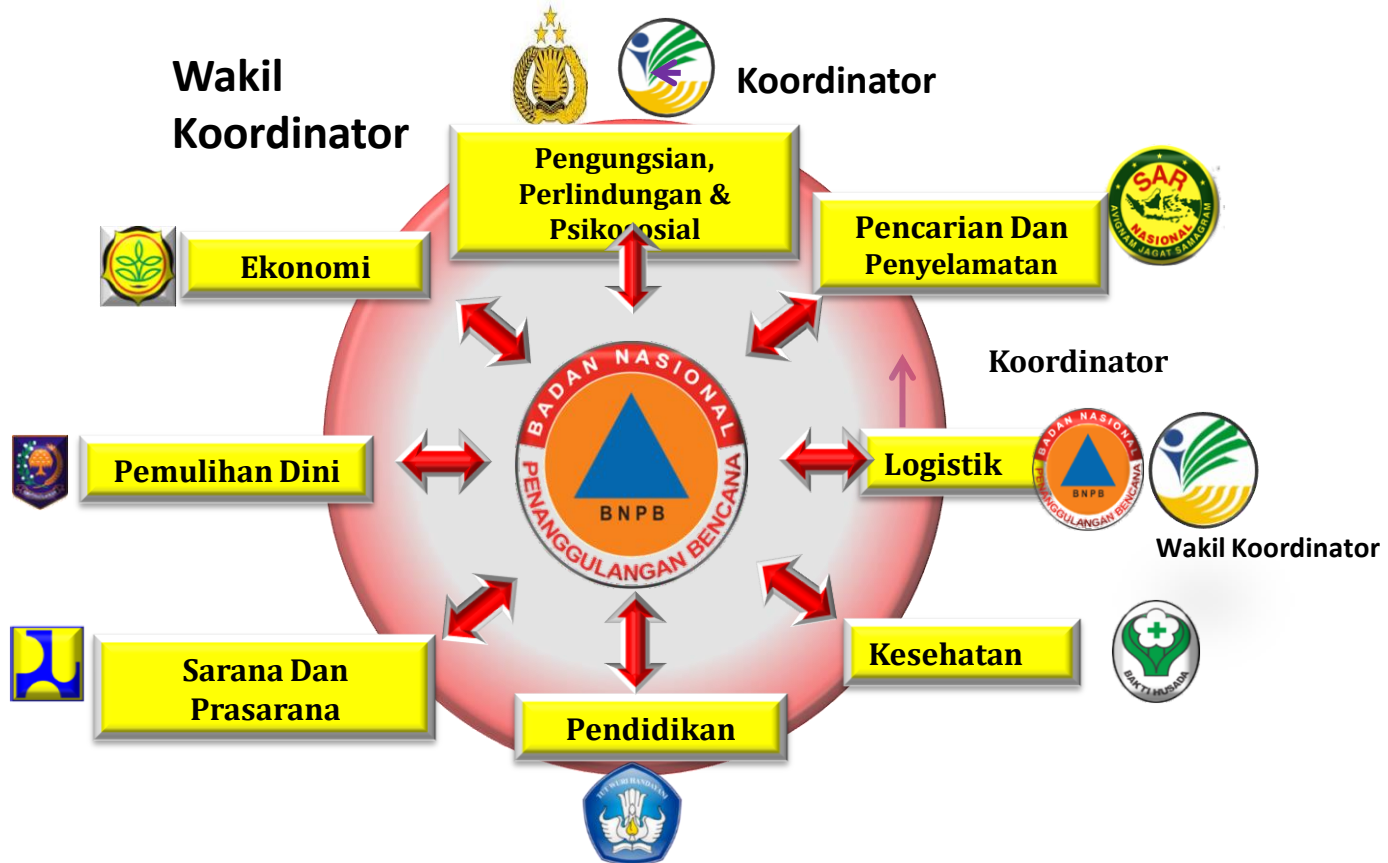 Wakil
Koordinator
Koordinator
Pengungsian,
Perlindungan &
Psikososial
SAR
NASIONAL
AVIGNAM JAGAT SAMAGRAM
Pencarian Dan
Penyelamatan
Ekonomi
Koordinator
BADAN NASIONAL
PENANGGULANGAN BENCANA
BNPB
Pemulihan Dini
Logistik
BADAN NASIONAL
PENANGGULANGAN BENCANA
BNPB
Wakil Koordinator
Sarana Dan
Prasarana
Kesehatan
BAKTI HUSADA
Pendidikan
TUT WURI HANDAYANI